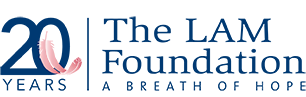 20
YEARS
The LAM
Foundation
A BREATH OF HOPE